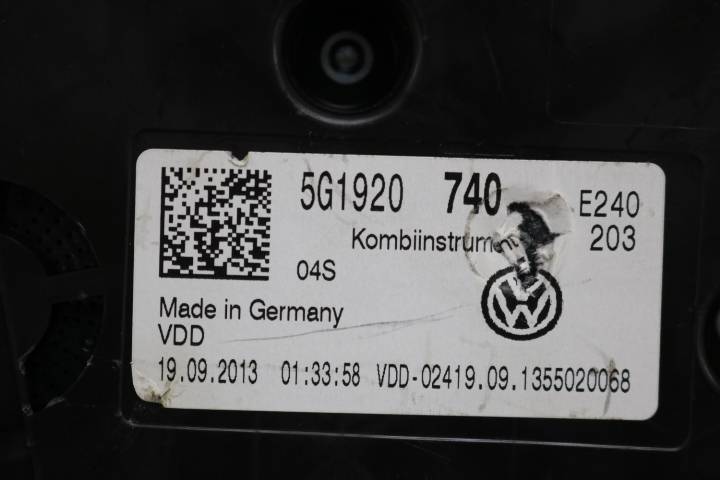 5G1920 740 E240
Kombiinstrument 203
04S
Made in Germany
VDD
19.09.2013 01:33:58 VDD-02419.09.1355020068